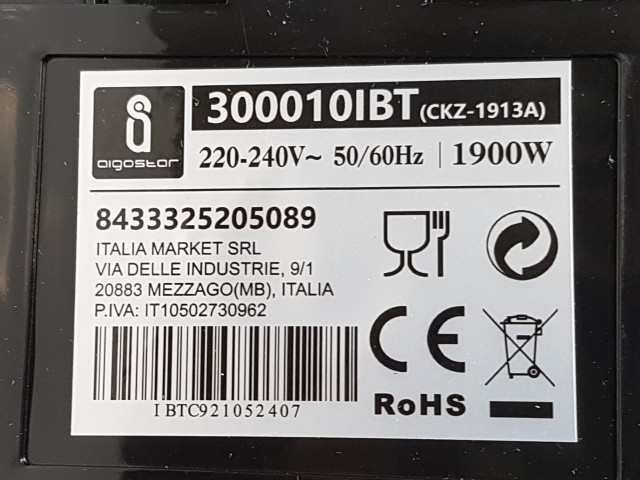 aigostar
300010IBT (CKZ-1913A)
220-240V~ 50/60Hz | 1900W
8433325205089
ITALIA MARKET SRL
VIA DELLE INDUSTRIE, 9/1
20883 MEZZAGO(MB), ITALIA
P.IVA: IT10502730962
IBTC921052407
CE
RoHS